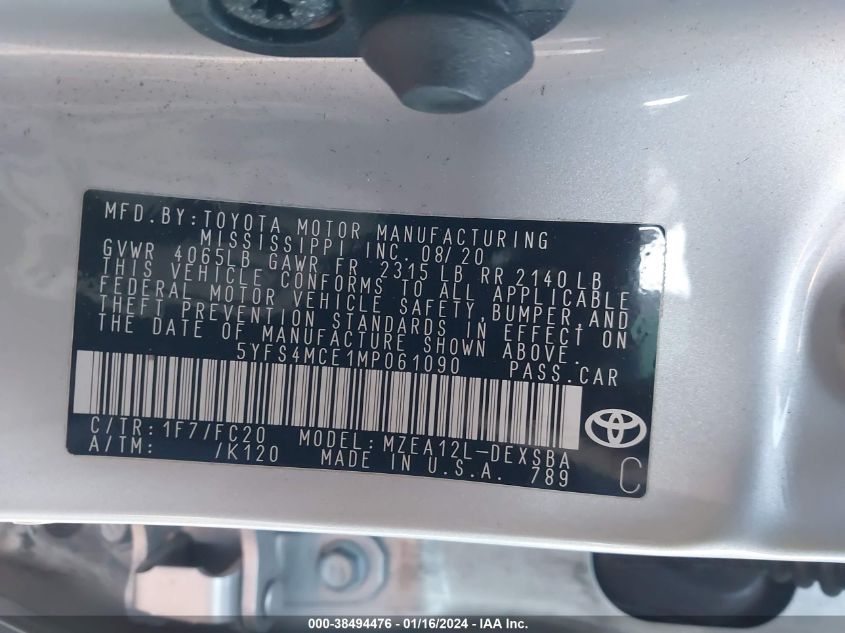 MFD. BY: TOYOTA MOTOR MANUFACTURING
MISSISSIPPI INC. 08/20
GVWR 4065LB GAWR FR 2315 LB RR 2140 LB
THIS VEHICLE CONFORMS TO ALL APPLICABLE
FEDERAL MOTOR VEHICLE SAFETY, BUMPER, AND
THEFT PREVENTION STANDARDS IN EFFECT ON
THE DATE OF MANUFACTURE SHOWN ABOVE.
5YFS4MCE1MP061090 PASS. CAR
C/TR: 1F7/FC20 MODEL: MZEA12L-DEXSBA
A/TM: /K120 MADE IN U.S.A. 789
C
000-38494476 - 01/16/2024 - IAA Inc.